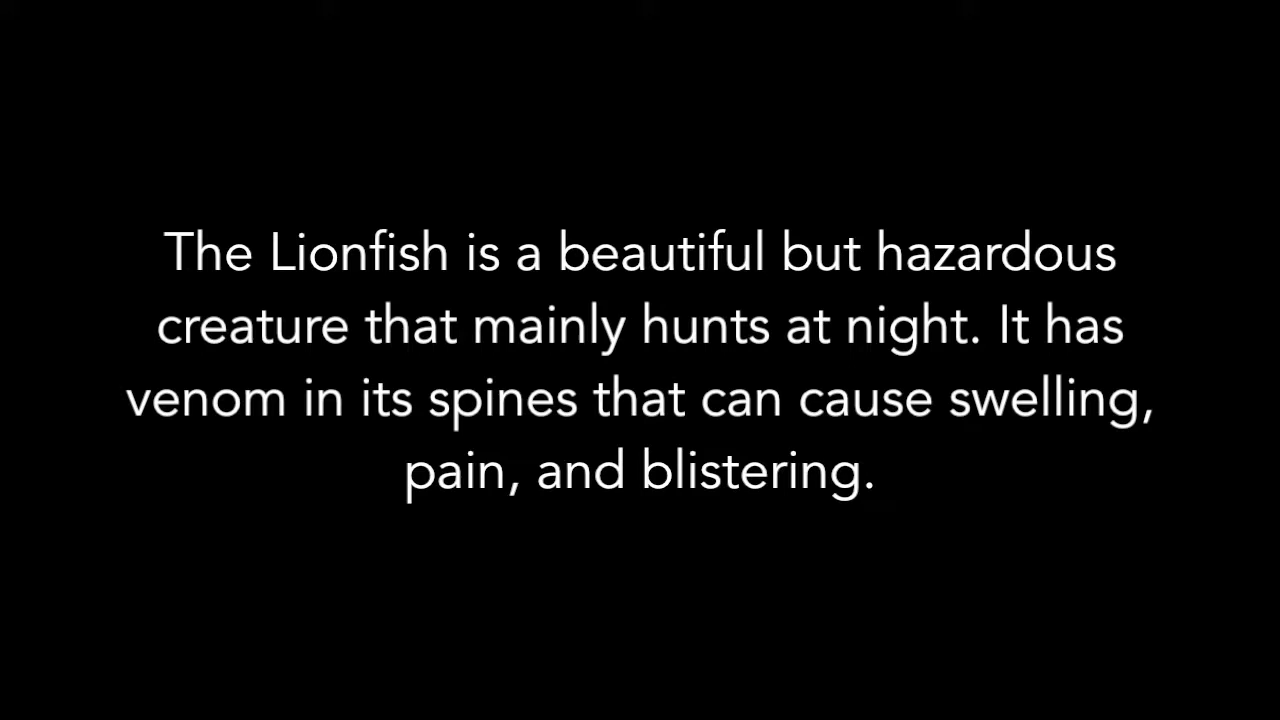 The Lionfish is a beautiful but hazardous
creature that mainly hunts at night. It has
venom in its spines that can cause swelling,
pain, and blistering.